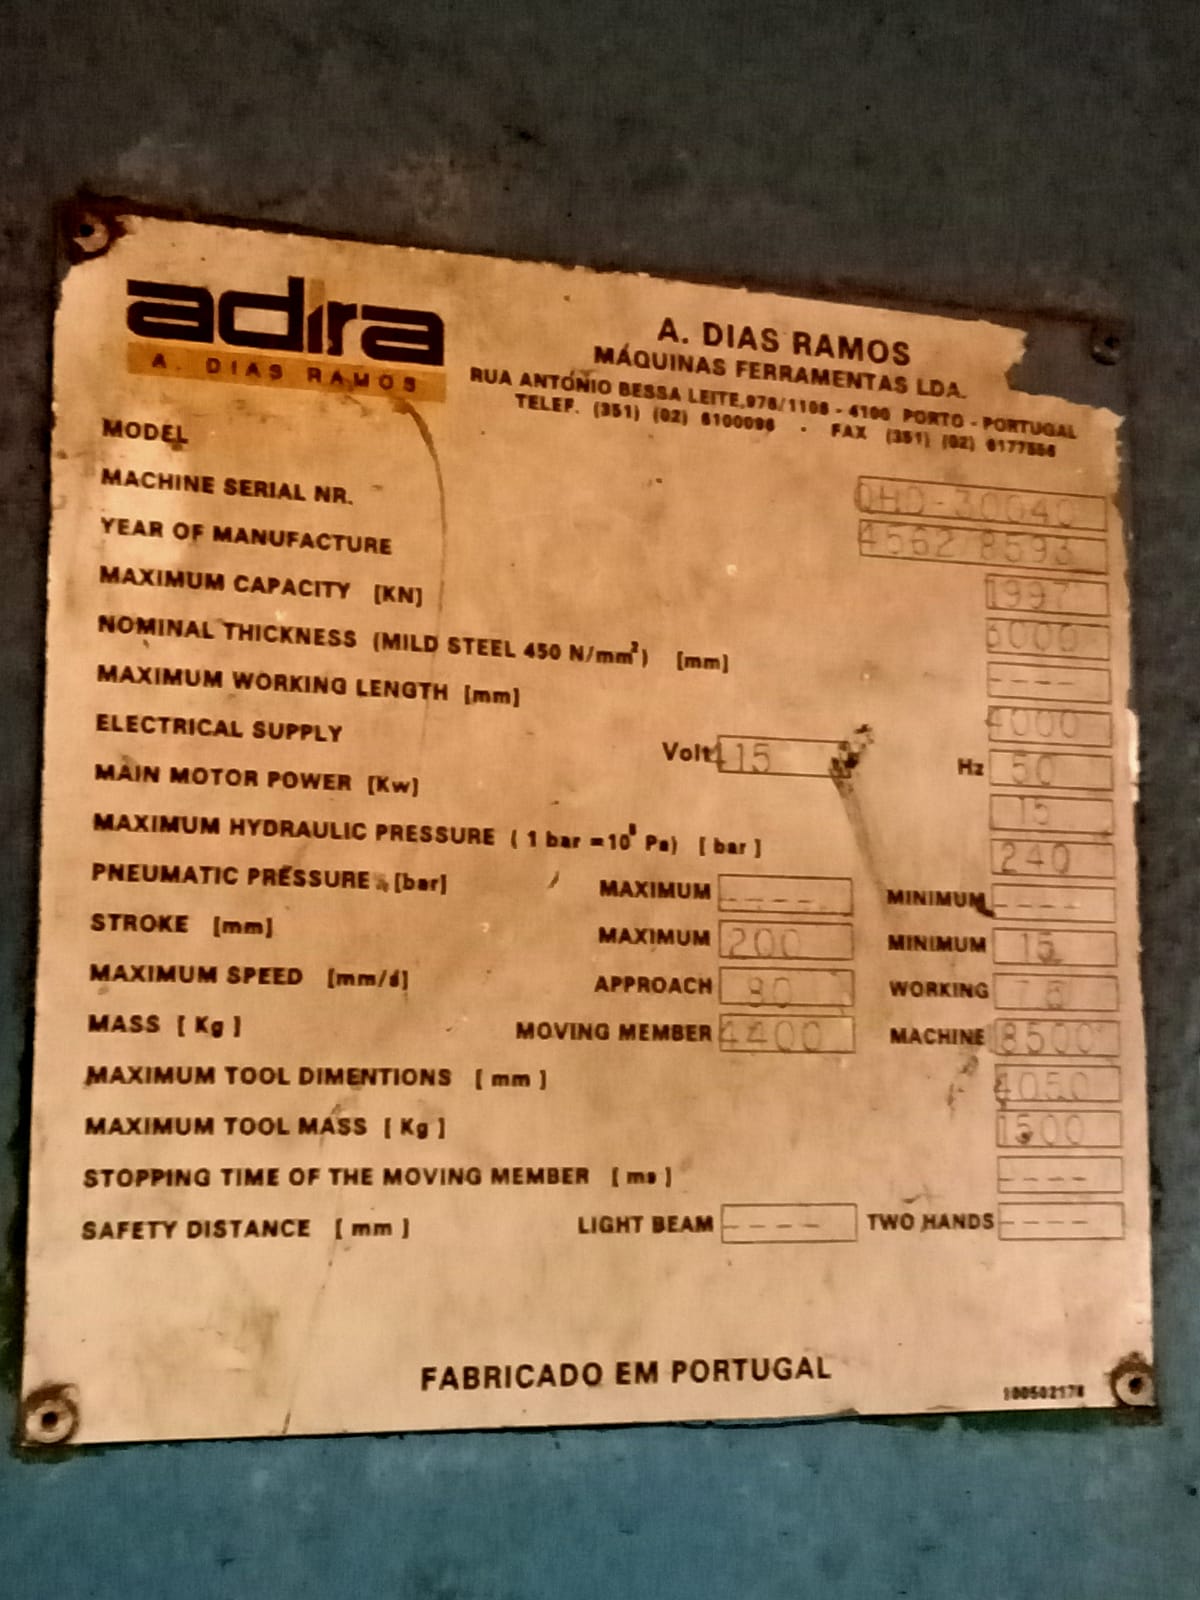 adira
A. DIAS RAMOS
A. DIAS RAMOS
MÁQUINAS FERRAMENTAS LDA.
RUA ANTÓNIO BESSA LEITE, 978/1106 - 4100 PORTO - PORTUGAL
TELEF. (351) (02) 6100096 . FAX (351) (02) 6177556
MODEL QHD-30040
MACHINE SERIAL NR. 4562/8593
YEAR OF MANUFACTURE 1997
MAXIMUM CAPACITY [KN] 3000
NOMINAL THICKNESS (MILD STEEL 450 N/mm²) [mm] ----
MAXIMUM WORKING LENGTH [mm] 4000
ELECTRICAL SUPPLY Volt 415 Hz 50
MAIN MOTOR POWER [Kw] 15
MAXIMUM HYDRAULIC PRESSURE (1 bar = 10⁵ Pa) [bar] 240
PNEUMATIC PRESSURE [bar] MAXIMUM ---- MINIMUM ----
STROKE [mm] MAXIMUM 200 MINIMUM 15
MAXIMUM SPEED [mm/s] APPROACH WORKING
MASS [Kg] MOVING MEMBER 4400 MACHINE
MAXIMUM TOOL DIMENTIONS [mm] 4050
MAXIMUM TOOL MASS [Kg] 1500
STOPPING TIME OF THE MOVING MEMBER [ms] ----
SAFETY DISTANCE [mm] LIGHT BEAM ---- TWO HANDS ----
FABRICADO EM PORTUGAL
100502178